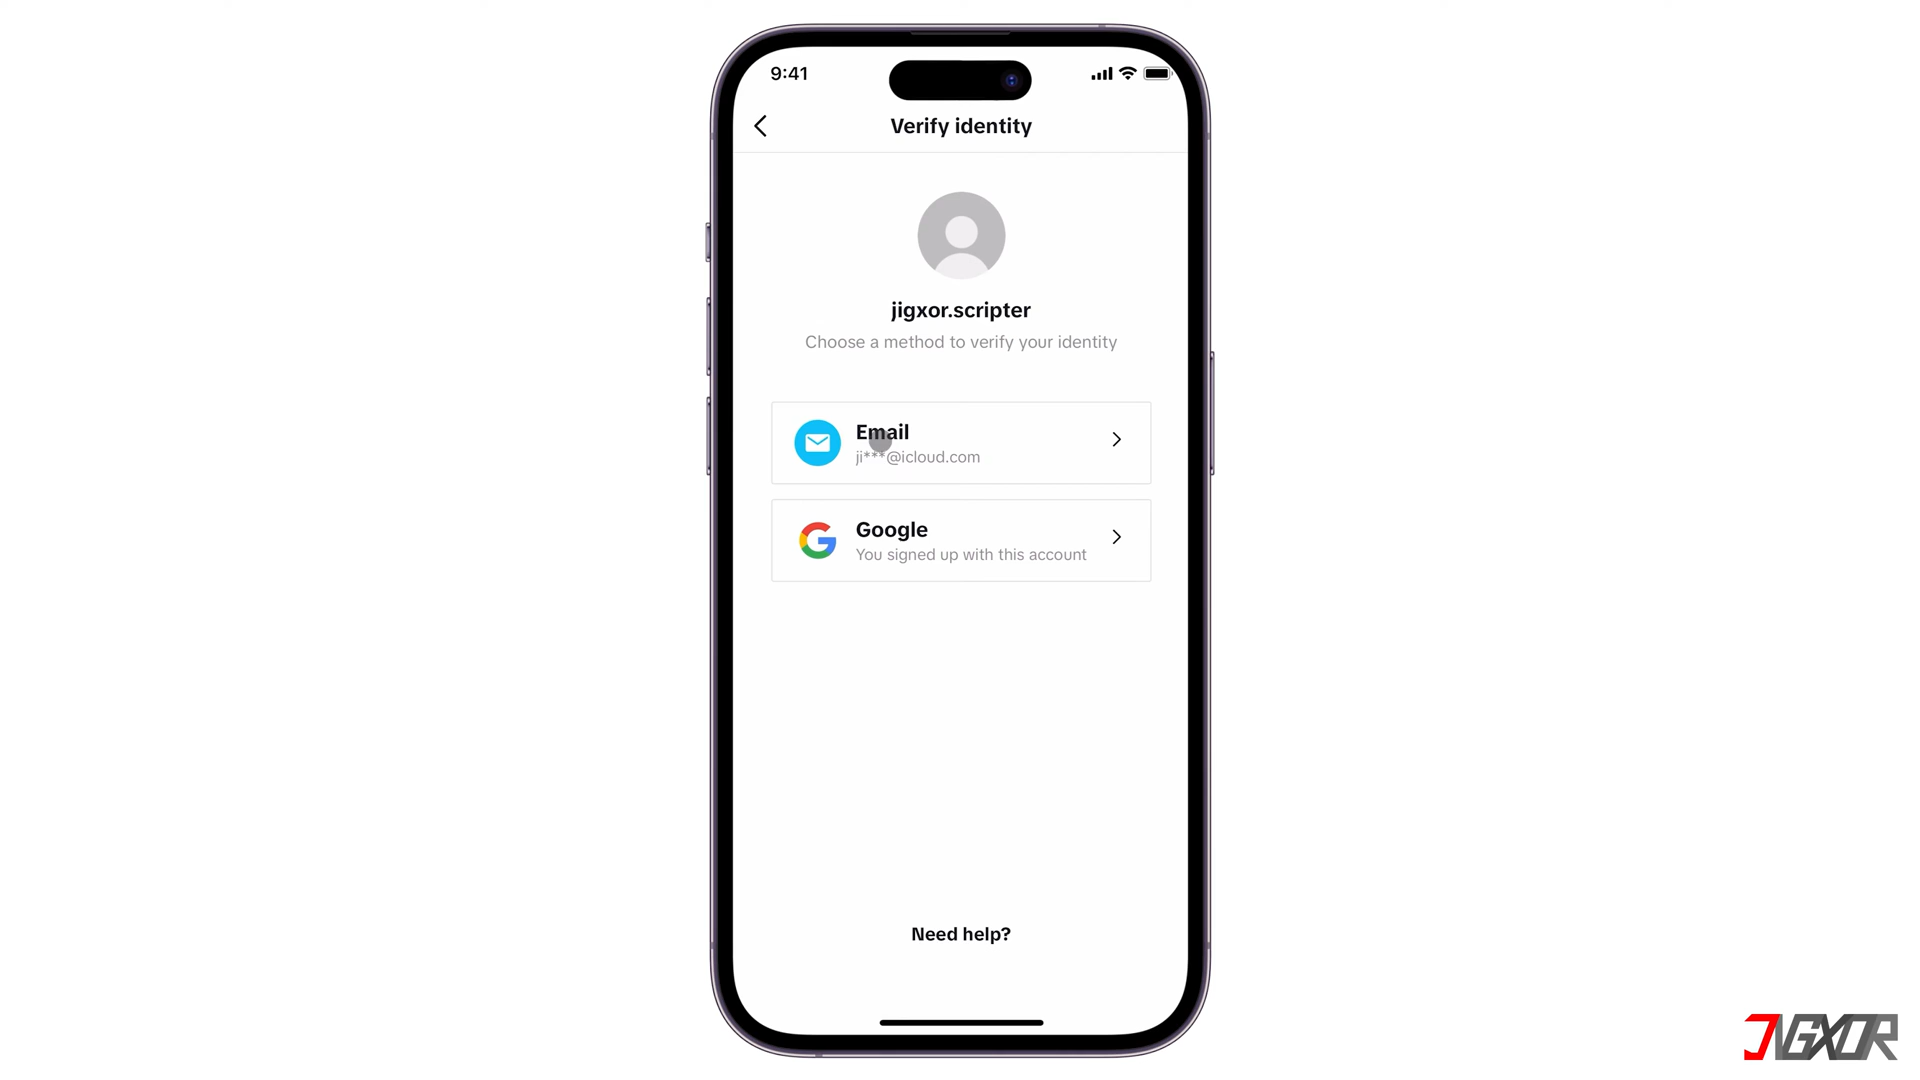 9:41
Verify identity
jigxor.scripter
Choose a method to verify your identity
Email
ji***@icloud.com
Google
You signed up with this account
Need help?
JIGXOR